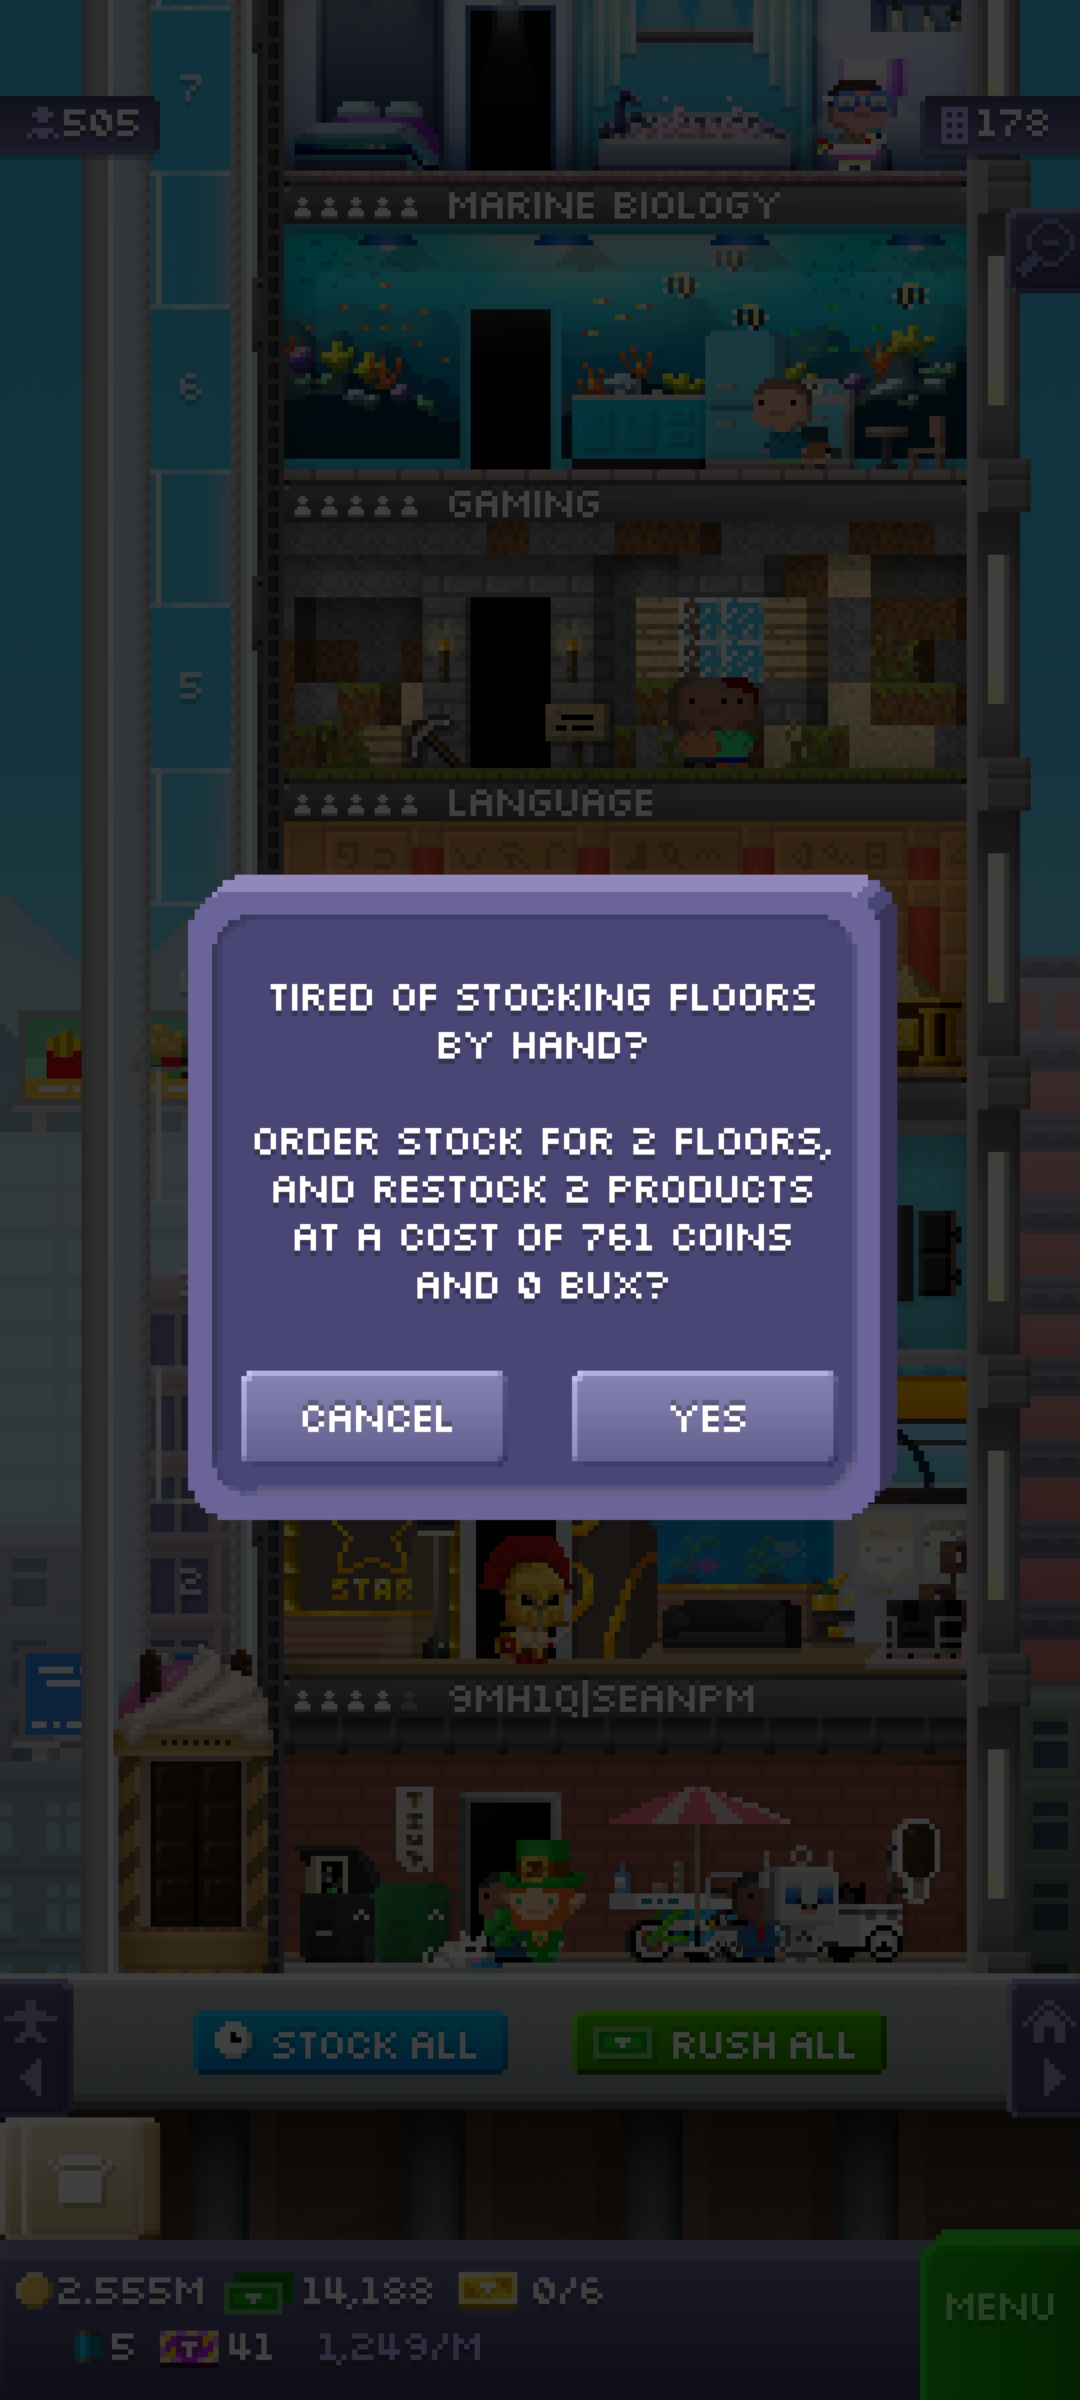 7
505
178
MARINE BIOLOGY
6
GAMING
5
LANGUAGE
TIRED OF STOCKING FLOORS
BY HAND?
ORDER STOCK FOR 2 FLOORS,
AND RESTOCK 2 PRODUCTS
AT A COST OF 761 COINS
AND 0 BUX?
CANCEL
YES
STAR
2
9MH1Q|SEANPM
STOCK ALL
RUSH ALL
2.555M
14,188
0/6
MENU
5
41
1,249/M